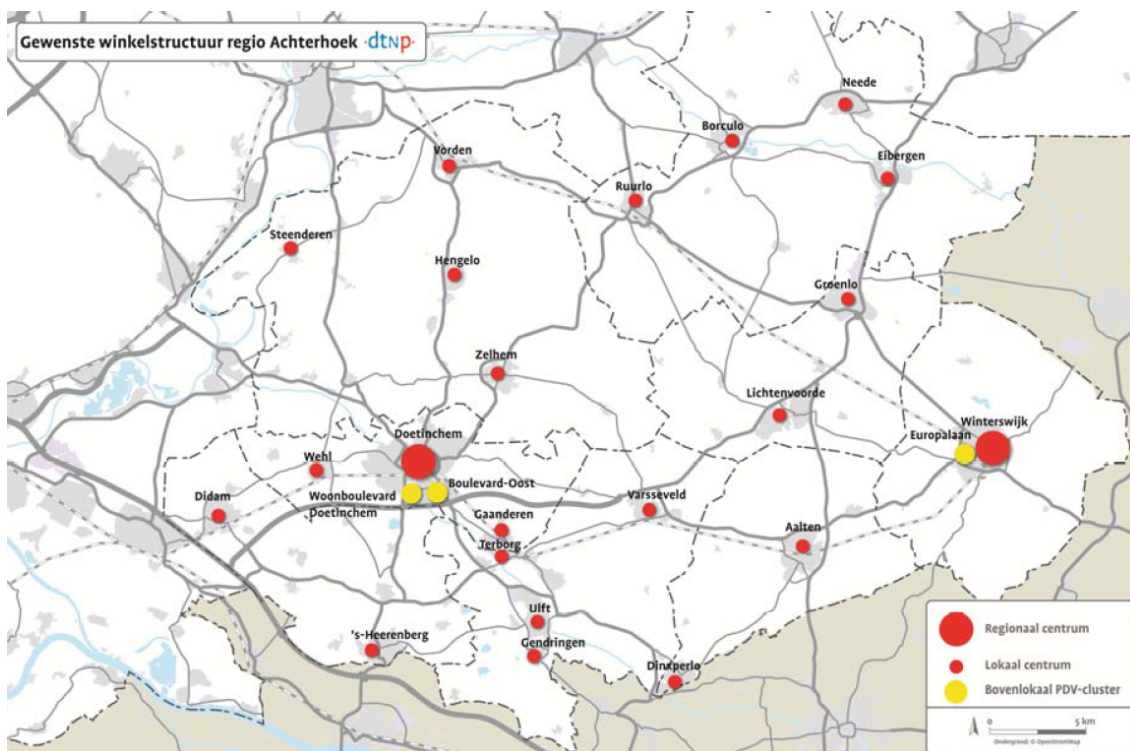 Gewenste winkelstructuur regio Achterhoek ·dtnp·
Neede
Borculo
Eibergen
Vorden
Ruurlo
Steenderen
Hengelo
Groenlo
Zelhem
Lichtenvoorde
Winterswijk
Europalaan
Doetinchem
Wehl
Boulevard-Oost
Woonboulevard
Doetinchem
Didam
Gaanderen
Varsseveld
Terborg
Aalten
Ulft
's-Heerenberg
Gendringen
Dinxperlo
Regionaal centrum
Lokaal centrum
Bovenlokaal PDV-cluster
0 5 km
Ondergrond: © OpenStreetMap